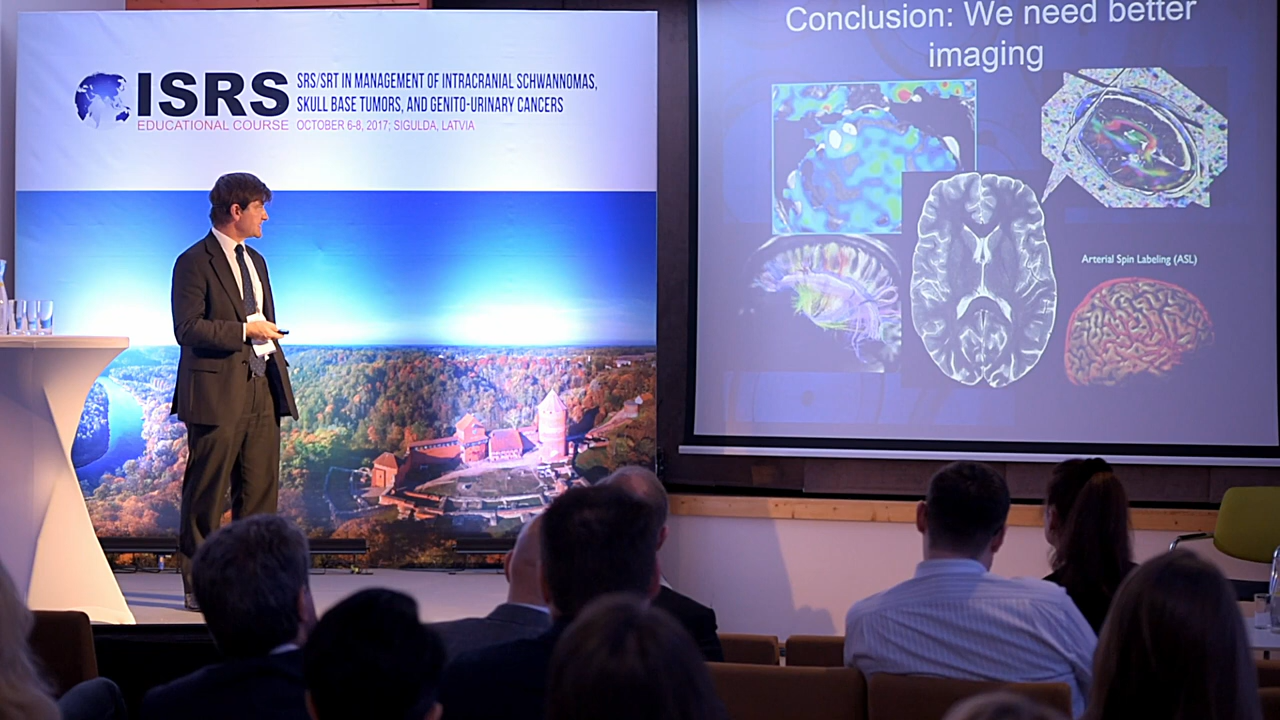 ISRS
EDUCATIONAL COURSE
SRS/SRT IN MANAGEMENT OF INTRACRANIAL SCHWANNOMAS,
SKULL BASE TUMORS, AND GENITO-URINARY CANCERS
OCTOBER 6-8, 2017; SIGULDA, LATVIA
Conclusion: We need better
imaging
Arterial Spin Labeling (ASL)